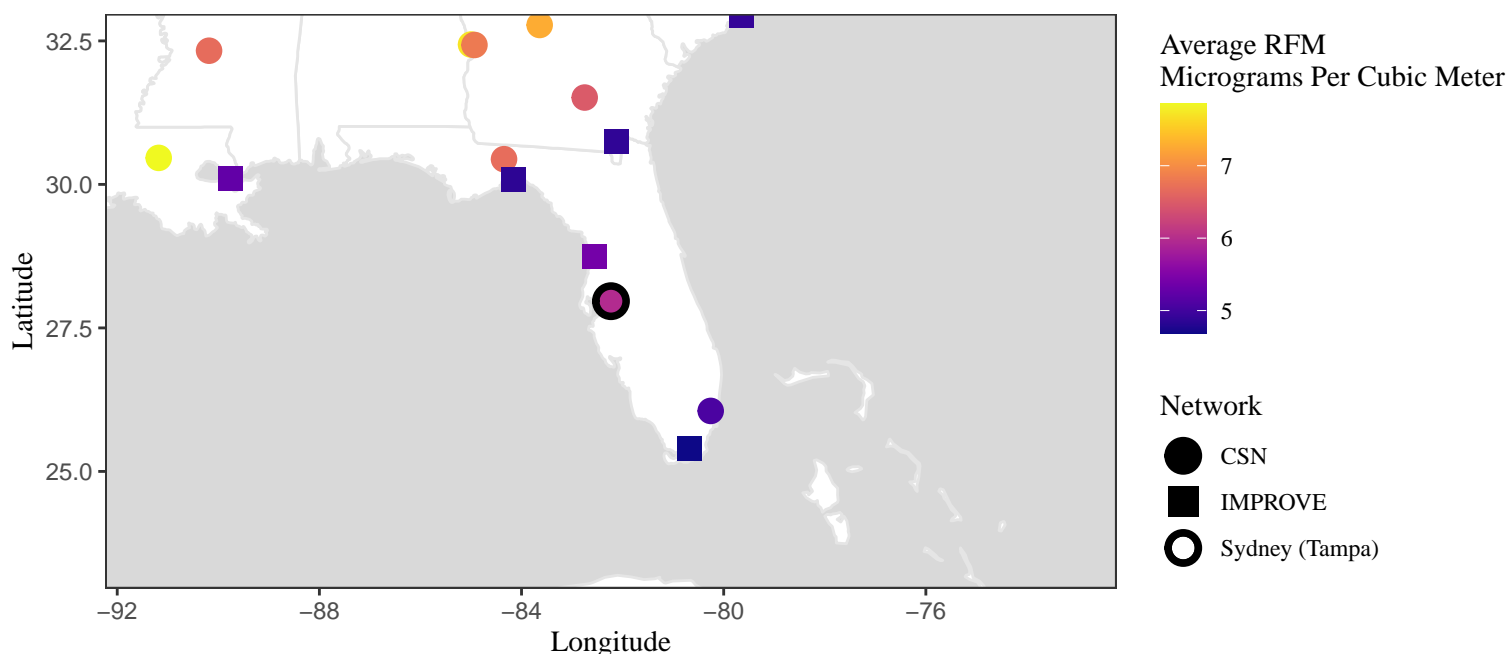 32.5
30.0
27.5
25.0
Latitude
−92
−88
−84
−80
−76
Longitude
Average RFM
Micrograms Per Cubic Meter
7
6
5
Network
CSN
IMPROVE
Sydney (Tampa)